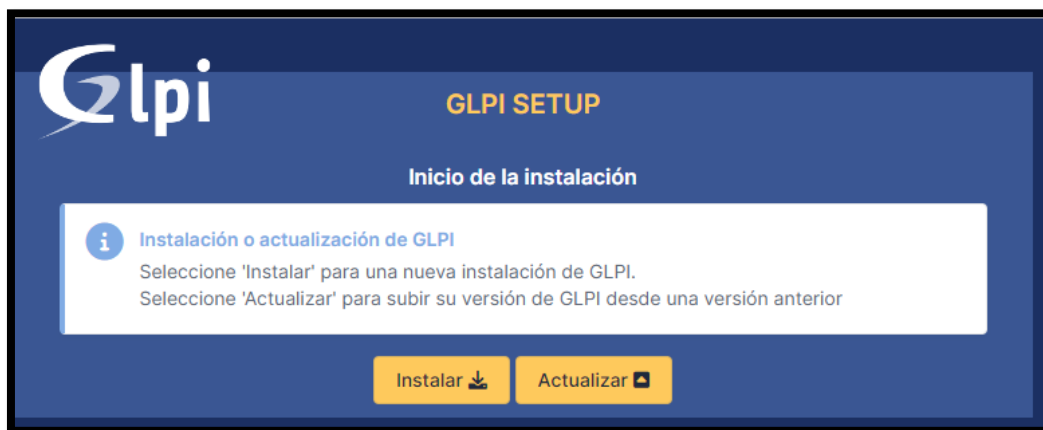 Glpi
GLPI SETUP
Inicio de la instalación
Instalación o actualización de GLPI
Seleccione 'Instalar' para una nueva instalación de GLPI.
Seleccione 'Actualizar' para subir su versión de GLPI desde una versión anterior
Instalar
Actualizar